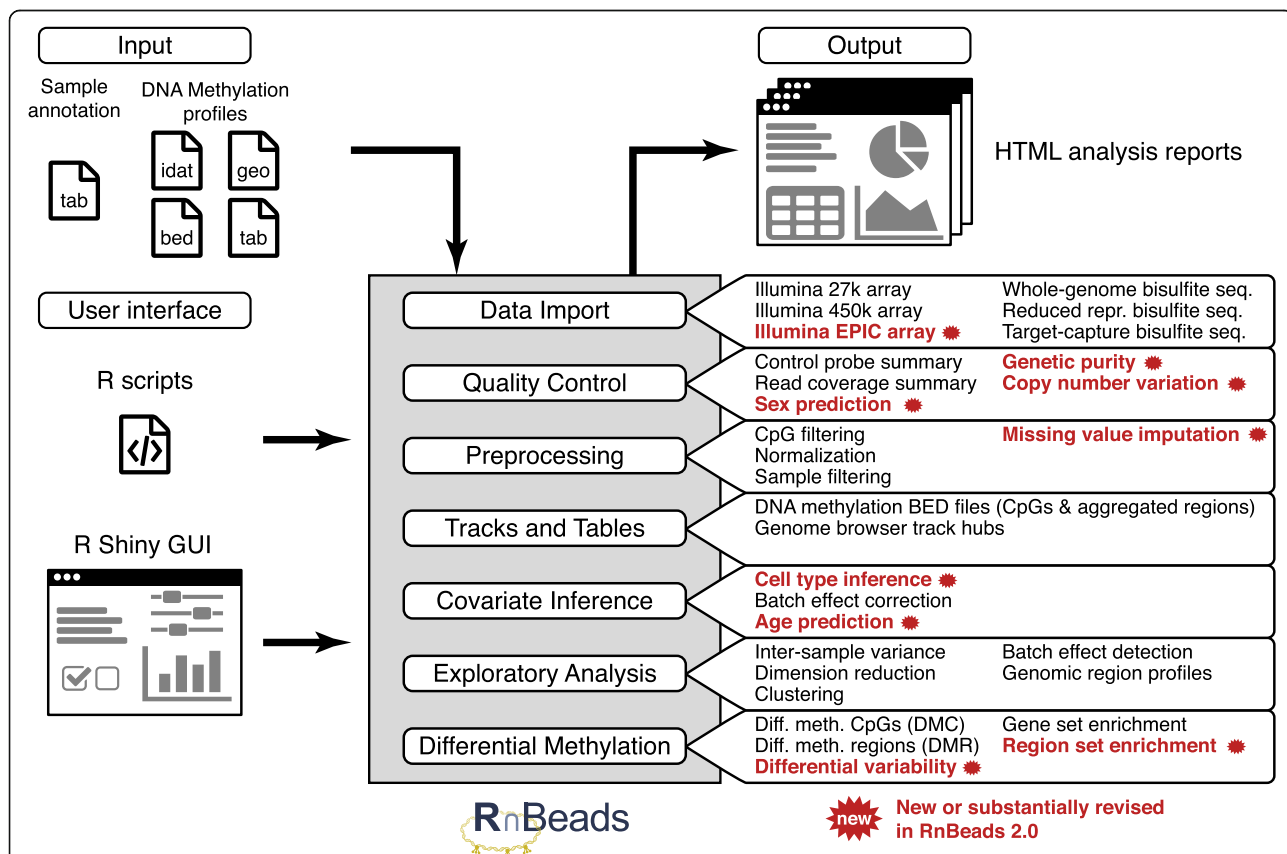 Input
Sample
annotation
DNA Methylation
profiles
tab
idat
geo
bed
tab
User interface
R scripts
</>
R Shiny GUI
Output
HTML analysis reports
Data Import
Illumina 27k array
Illumina 450k array
Illumina EPIC array
Whole-genome bisulfite seq.
Reduced repr. bisulfite seq.
Target-capture bisulfite seq.
Quality Control
Control probe summary
Read coverage summary
Sex prediction
Genetic purity
Copy number variation
Preprocessing
CpG filtering
Normalization
Sample filtering
Missing value imputation
Tracks and Tables
DNA methylation BED files (CpGs & aggregated regions)
Genome browser track hubs
Covariate Inference
Cell type inference
Batch effect correction
Age prediction
Exploratory Analysis
Inter-sample variance
Dimension reduction
Clustering
Batch effect detection
Genomic region profiles
Differential Methylation
Diff. meth. CpGs (DMC)
Diff. meth. regions (DMR)
Differential variability
Gene set enrichment
Region set enrichment
RnBeads
new
New or substantially revised
in RnBeads 2.0